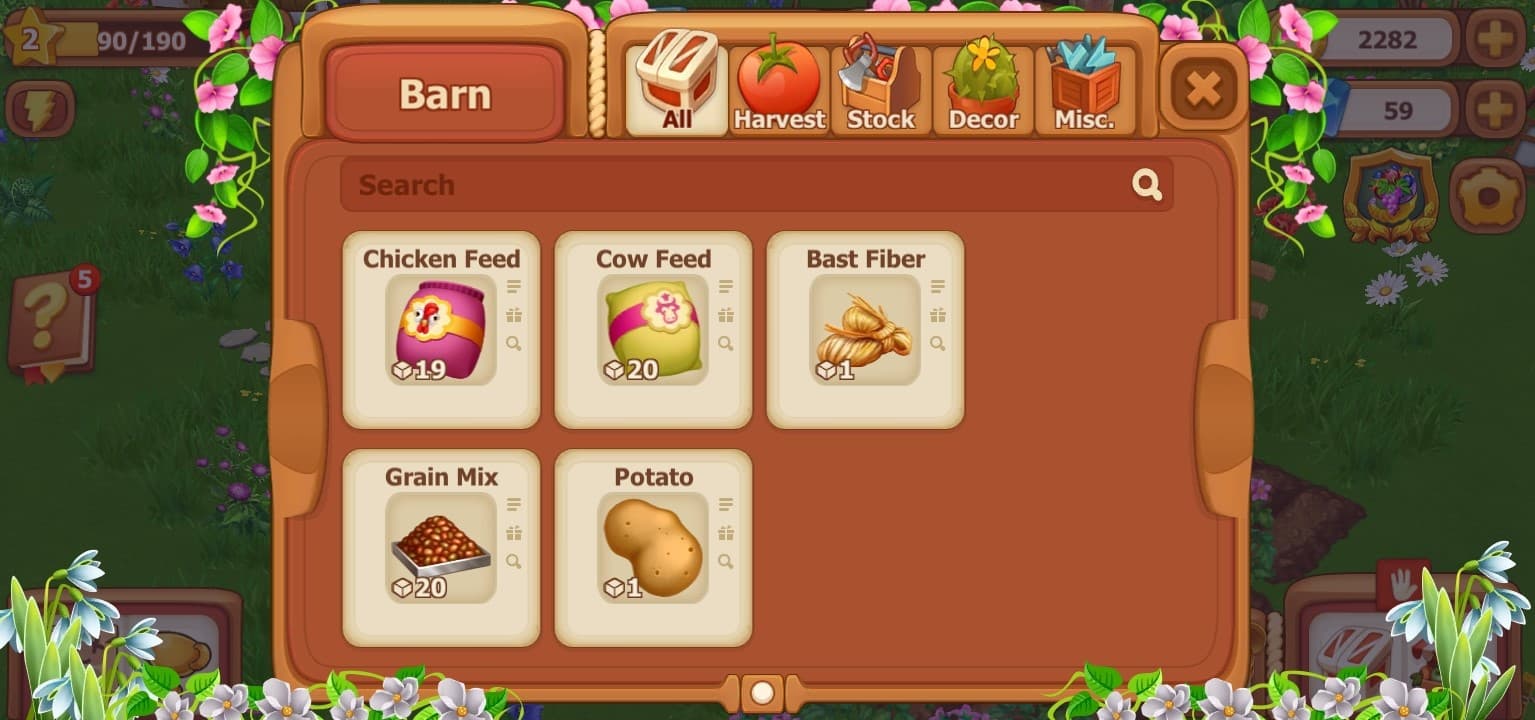 2
90/190
Barn
All
Harvest
Stock
Decor
Misc.
2282
59
Search
5
Chicken Feed
19
Cow Feed
20
Bast Fiber
1
Grain Mix
20
Potato
1